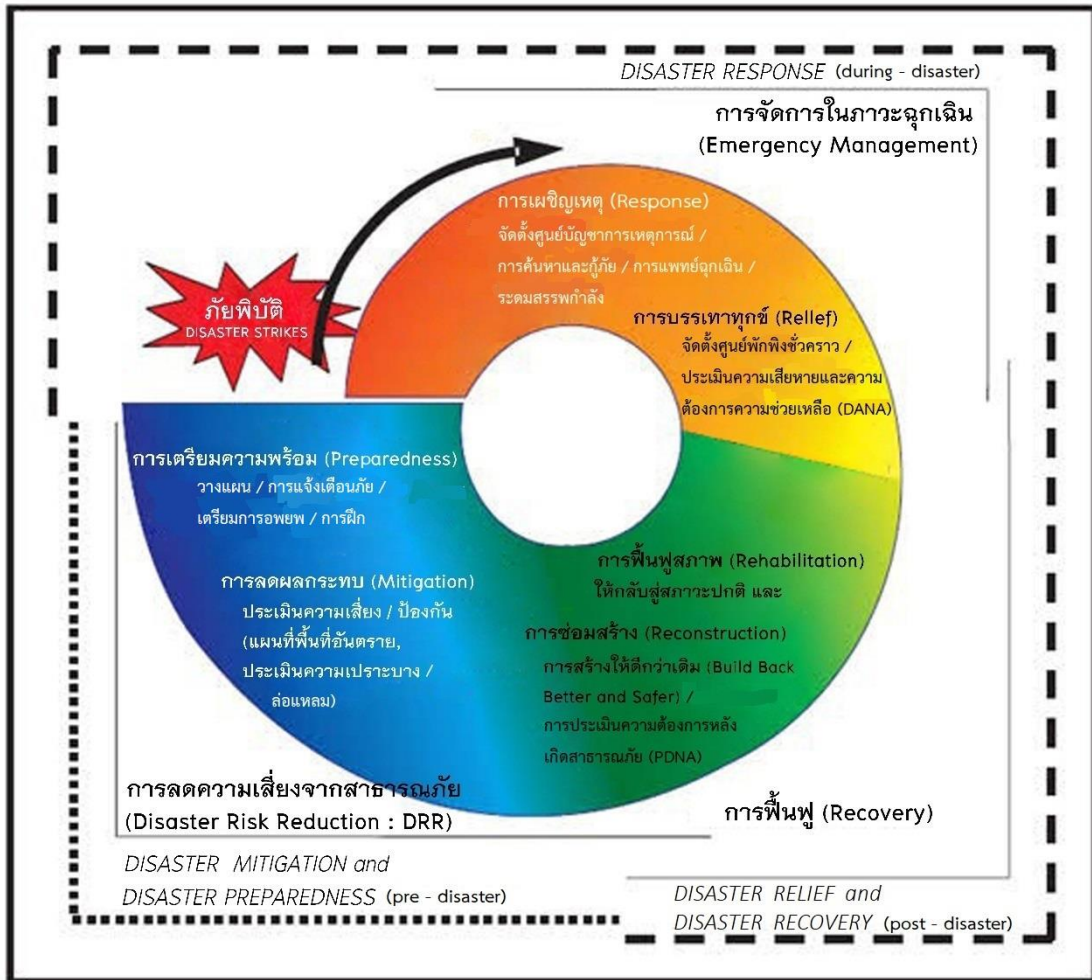 DISASTER RESPONSE (during - disaster)
การจัดการในภาวะฉุกเฉิน
(Emergency Management)
การเผชิญเหตุ (Response)
จัดตั้งศูนย์บัญชาการเหตุการณ์ /
การค้นหาและกู้ภัย / การแพทย์ฉุกเฉิน /
ระดมสรรพกำลัง
ภัยพิบัติ
DISASTER STRIKES
การบรรเทาทุกข์ (Rellef)
จัดตั้งศูนย์พักพิงชั่วคราว /
ประเมินความเสียหายและความ
ต้องการความช่วยเหลือ (DANA)
การเตรียมความพร้อม (Preparedness)
วางแผน / การแจ้งเตือนภัย /
เตรียมการอพยพ / การฝึก
การลดผลกระทบ (Mitigation)
ประเมินความเสี่ยง / ป้องกัน
(แผนที่พื้นที่อันตราย,
ประเมินความเปราะบาง /
ล่อแหลม)
การฟื้นฟูสภาพ (Rehabilitation)
ให้กลับสู่สภาวะปกติ และ
การซ่อมสร้าง (Reconstruction)
การสร้างให้ดีกว่าเดิม (Build Back
Better and Safer) /
การประเมินความต้องการหลัง
เกิดสาธารณภัย (PDNA)
การลดความเสี่ยงจากสาธารณภัย
(Disaster Risk Reduction : DRR)
การฟื้นฟู (Recovery)
DISASTER MITIGATION and
DISASTER PREPAREDNESS (pre - disaster)
DISASTER RELIEF and
DISASTER RECOVERY (post - disaster)